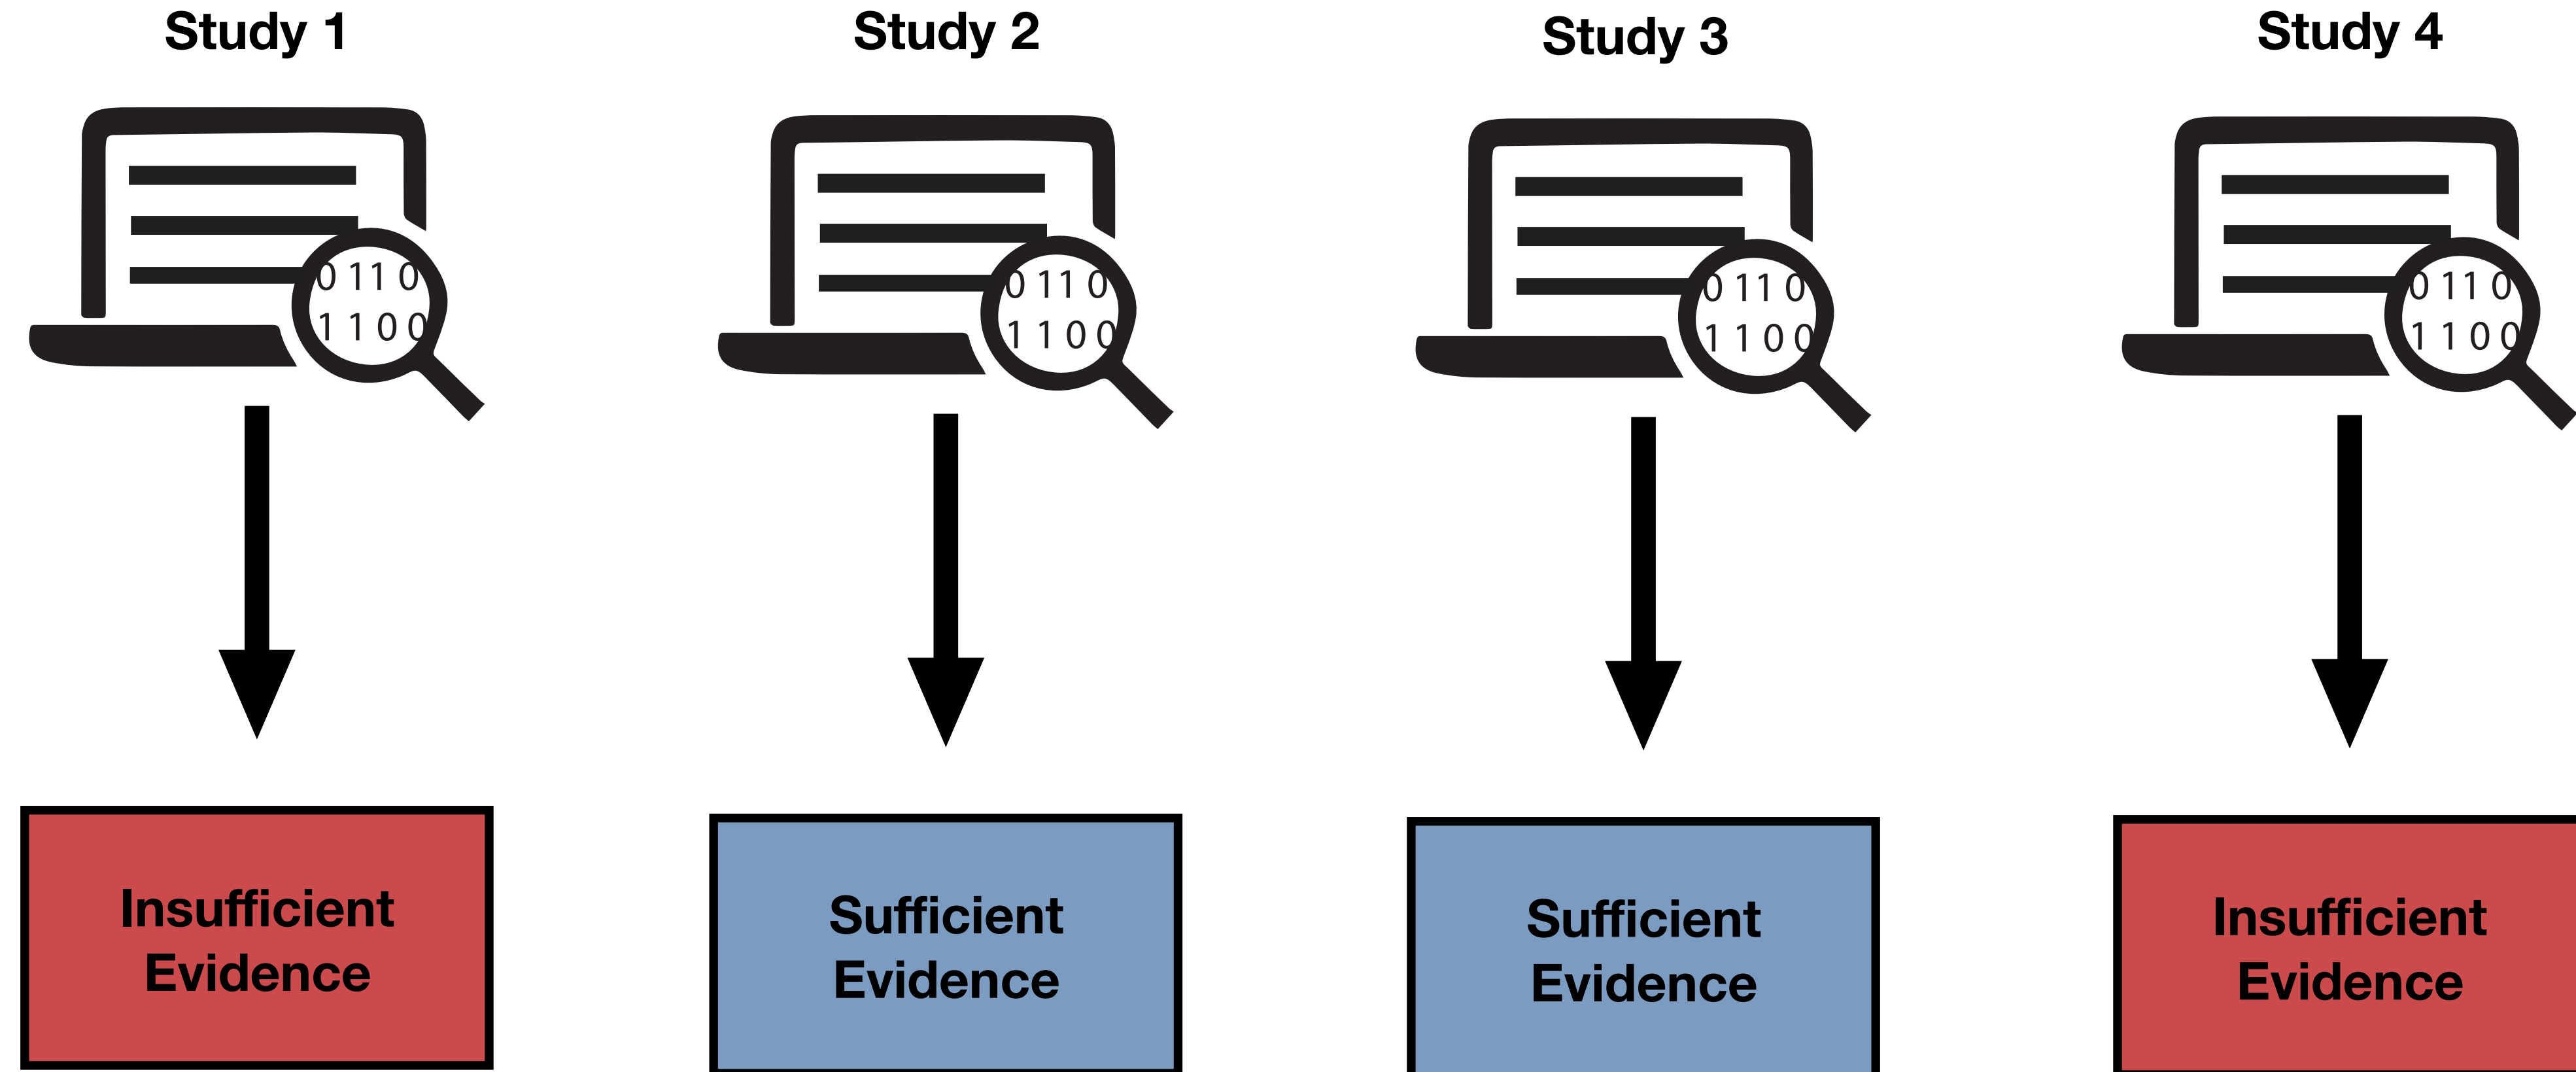 Study 1
Study 2
Study 3
Study 4
0 1 1 0
1 1 0 0
0 1 1 0
1 1 0 0
0 1 1 0
1 1 0 0
0 1 1 0
1 1 0 0
Insufficient
Evidence
Sufficient
Evidence
Sufficient
Evidence
Insufficient
Evidence